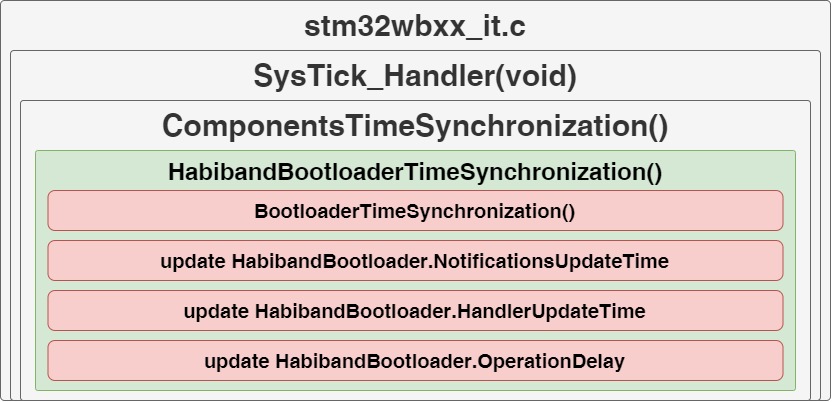 stm32wbxx_it.c
SysTick_Handler(void)
ComponentsTimeSynchronization()
HabibandBootloaderTimeSynchronization()
BootloaderTimeSynchronization()
update HabibandBootloader.NotificationsUpdateTime
update HabibandBootloader.HandlerUpdateTime
update HabibandBootloader.OperationDelay